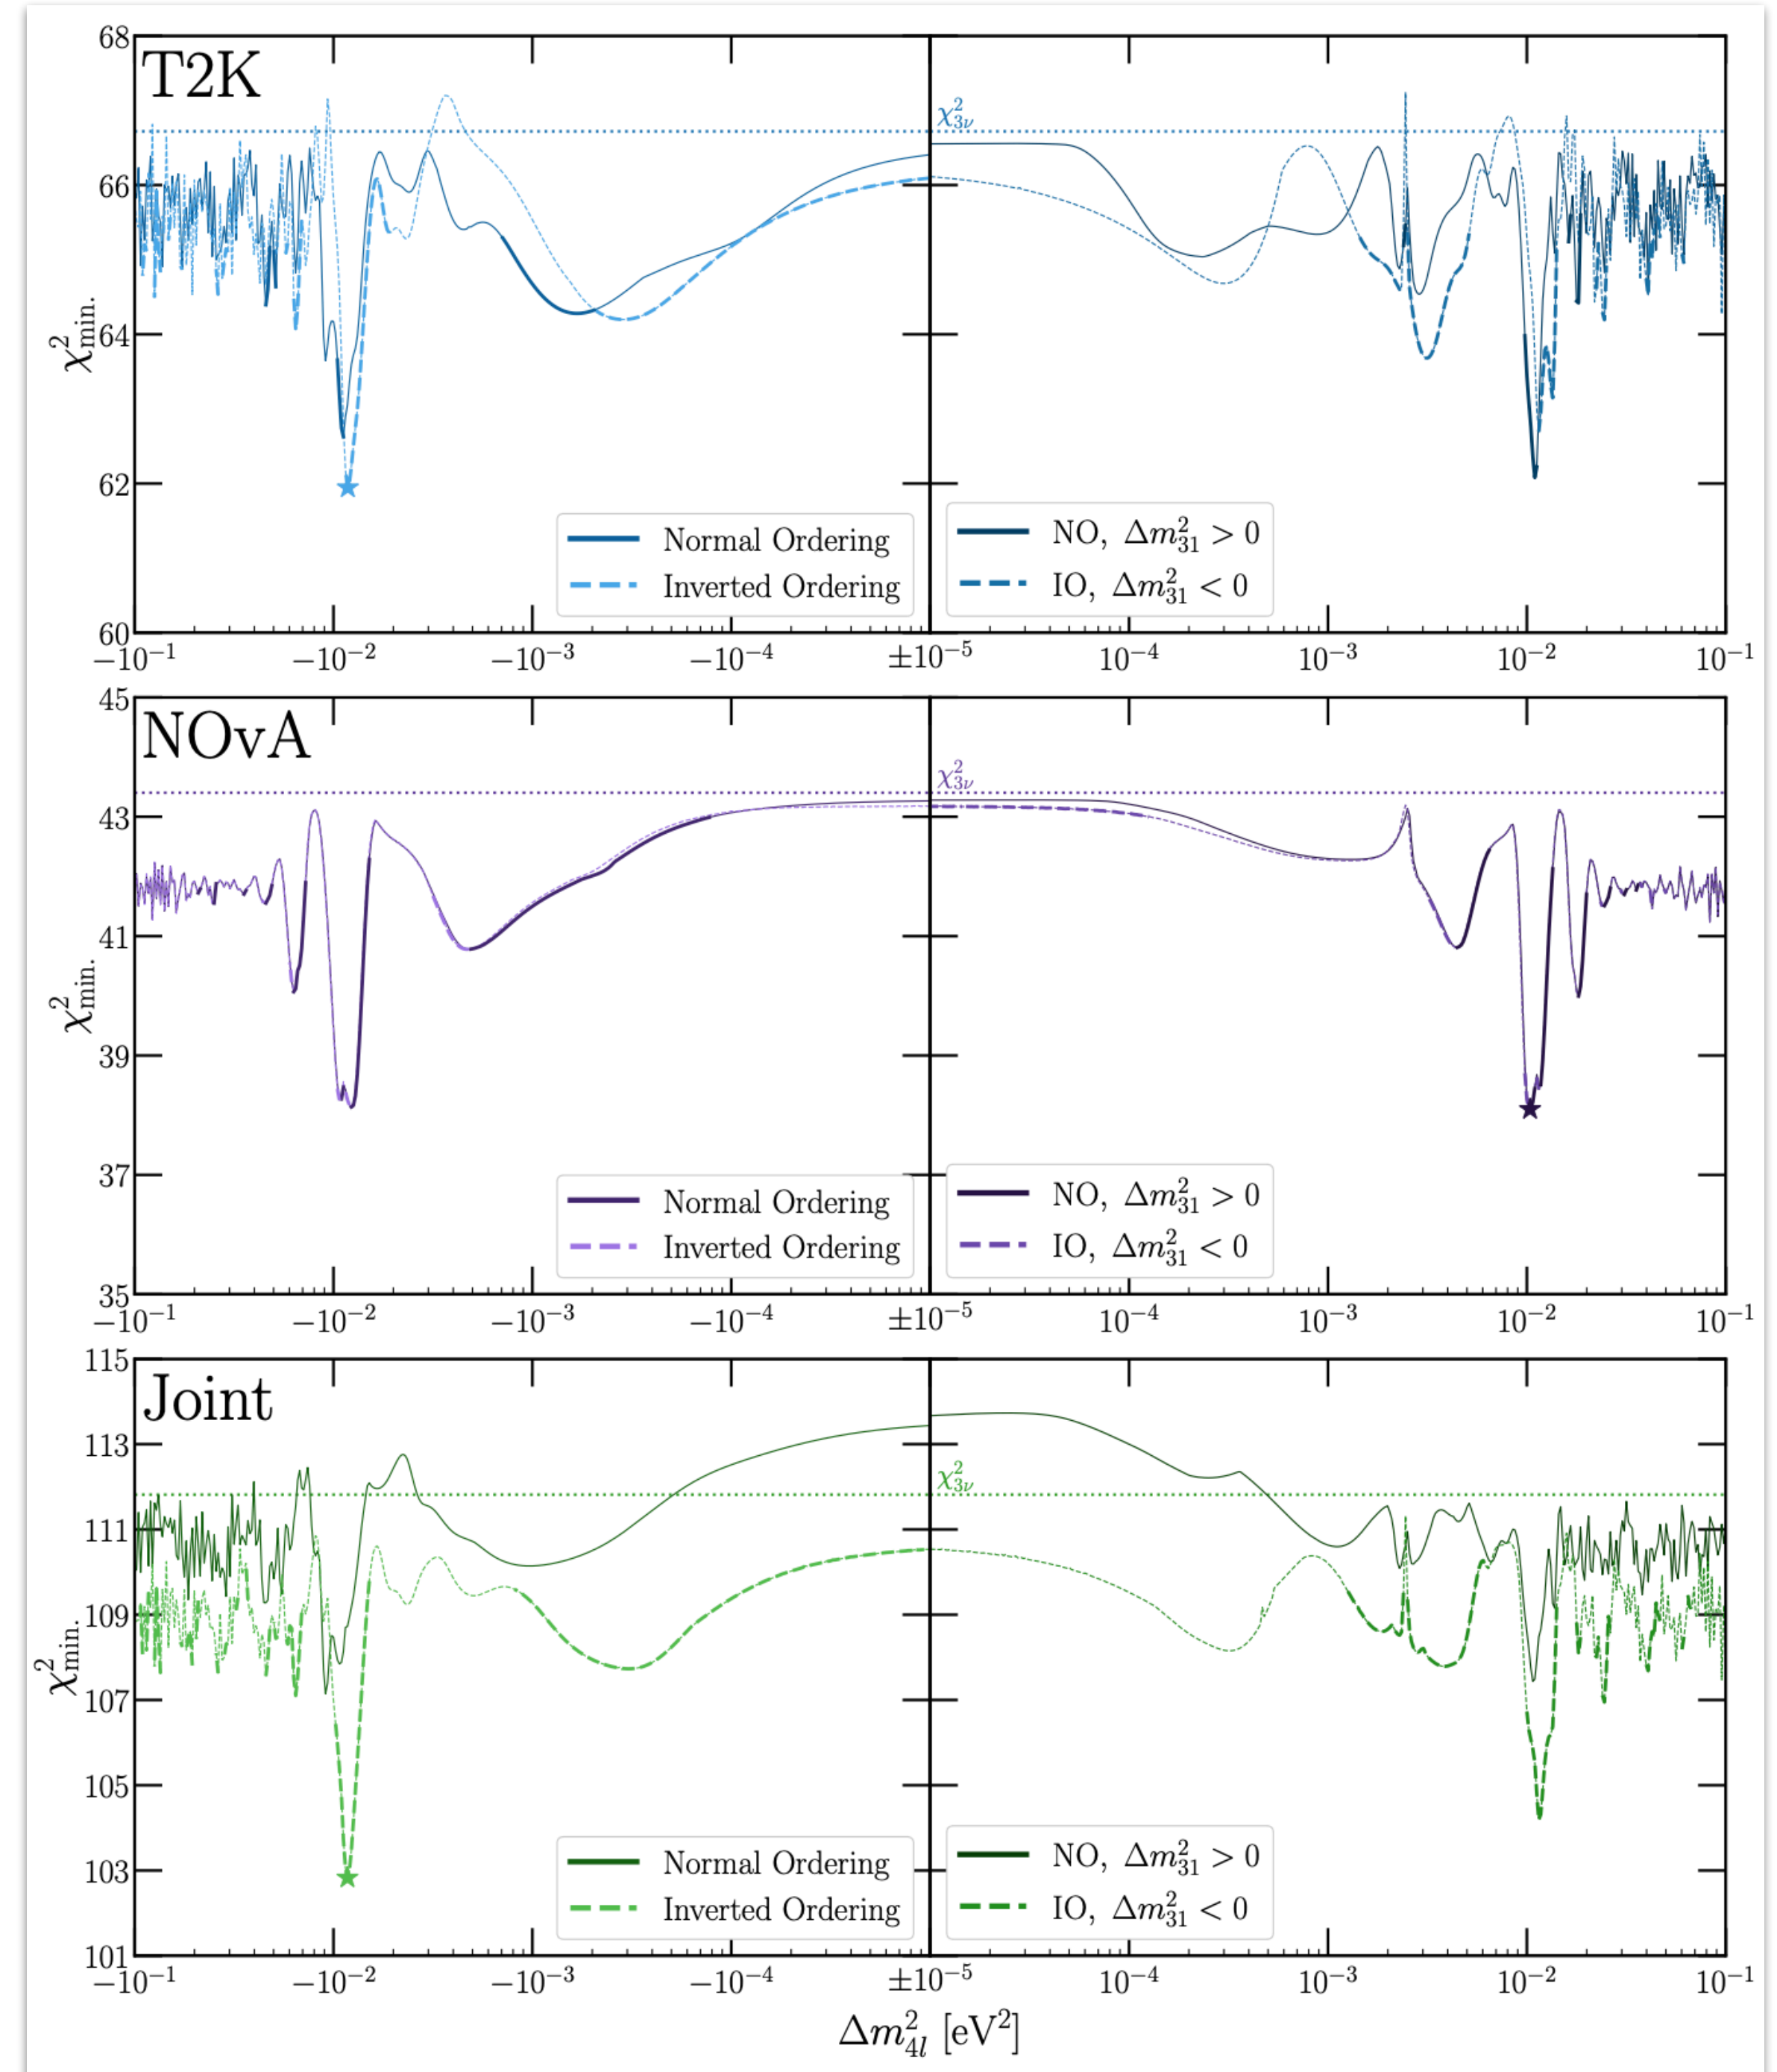 T2K
68
66
64
62
60
χ²min.
χ²3ν
Normal Ordering
Inverted Ordering
NO, Δm²31 > 0
IO, Δm²31 < 0
−10⁻¹ −10⁻² −10⁻³ −10⁻⁴ ±10⁻⁵ 10⁻⁴ 10⁻³ 10⁻² 10⁻¹
NOvA
45
43
41
39
37
35
χ²min.
χ²3ν
Normal Ordering
Inverted Ordering
NO, Δm²31 > 0
IO, Δm²31 < 0
−10⁻¹ −10⁻² −10⁻³ −10⁻⁴ ±10⁻⁵ 10⁻⁴ 10⁻³ 10⁻² 10⁻¹
Joint
115
113
111
109
107
105
103
101
χ²min.
χ²3ν
Normal Ordering
Inverted Ordering
NO, Δm²31 > 0
IO, Δm²31 < 0
−10⁻¹ −10⁻² −10⁻³ −10⁻⁴ ±10⁻⁵ 10⁻⁴ 10⁻³ 10⁻² 10⁻¹
Δm²4l [eV²]